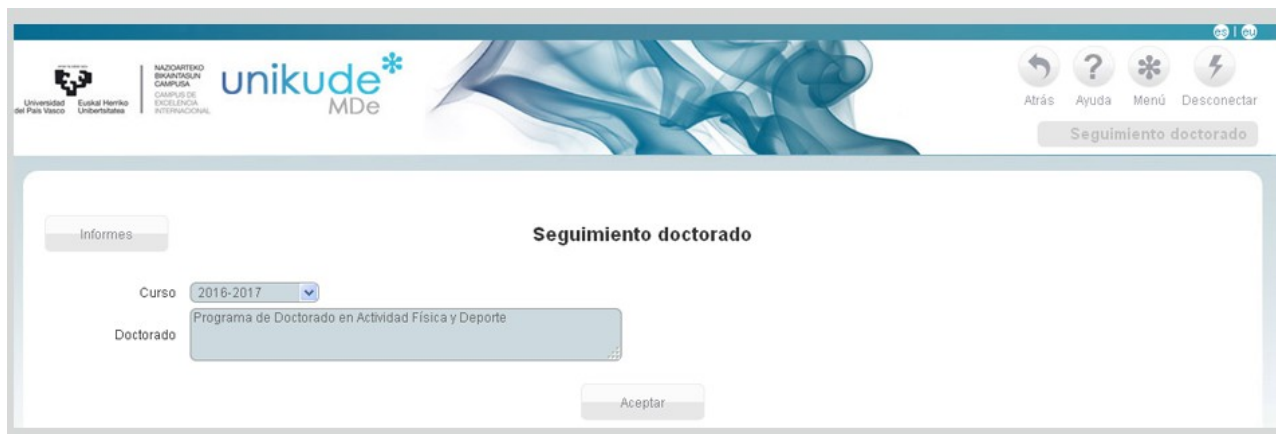 es | eu
Universidad
del País Vasco
Euskal Herriko
Unibertsitatea
NAZIOARTEKO
BIKAINTASUN
CAMPUSA
CAMPUS DE
EXCELENCIA
INTERNACIONAL
unikude
MDe
Atrás Ayuda Menú Desconectar
Seguimiento doctorado
Informes
Seguimiento doctorado
Curso 2016-2017
Doctorado Programa de Doctorado en Actividad Física y Deporte
Aceptar